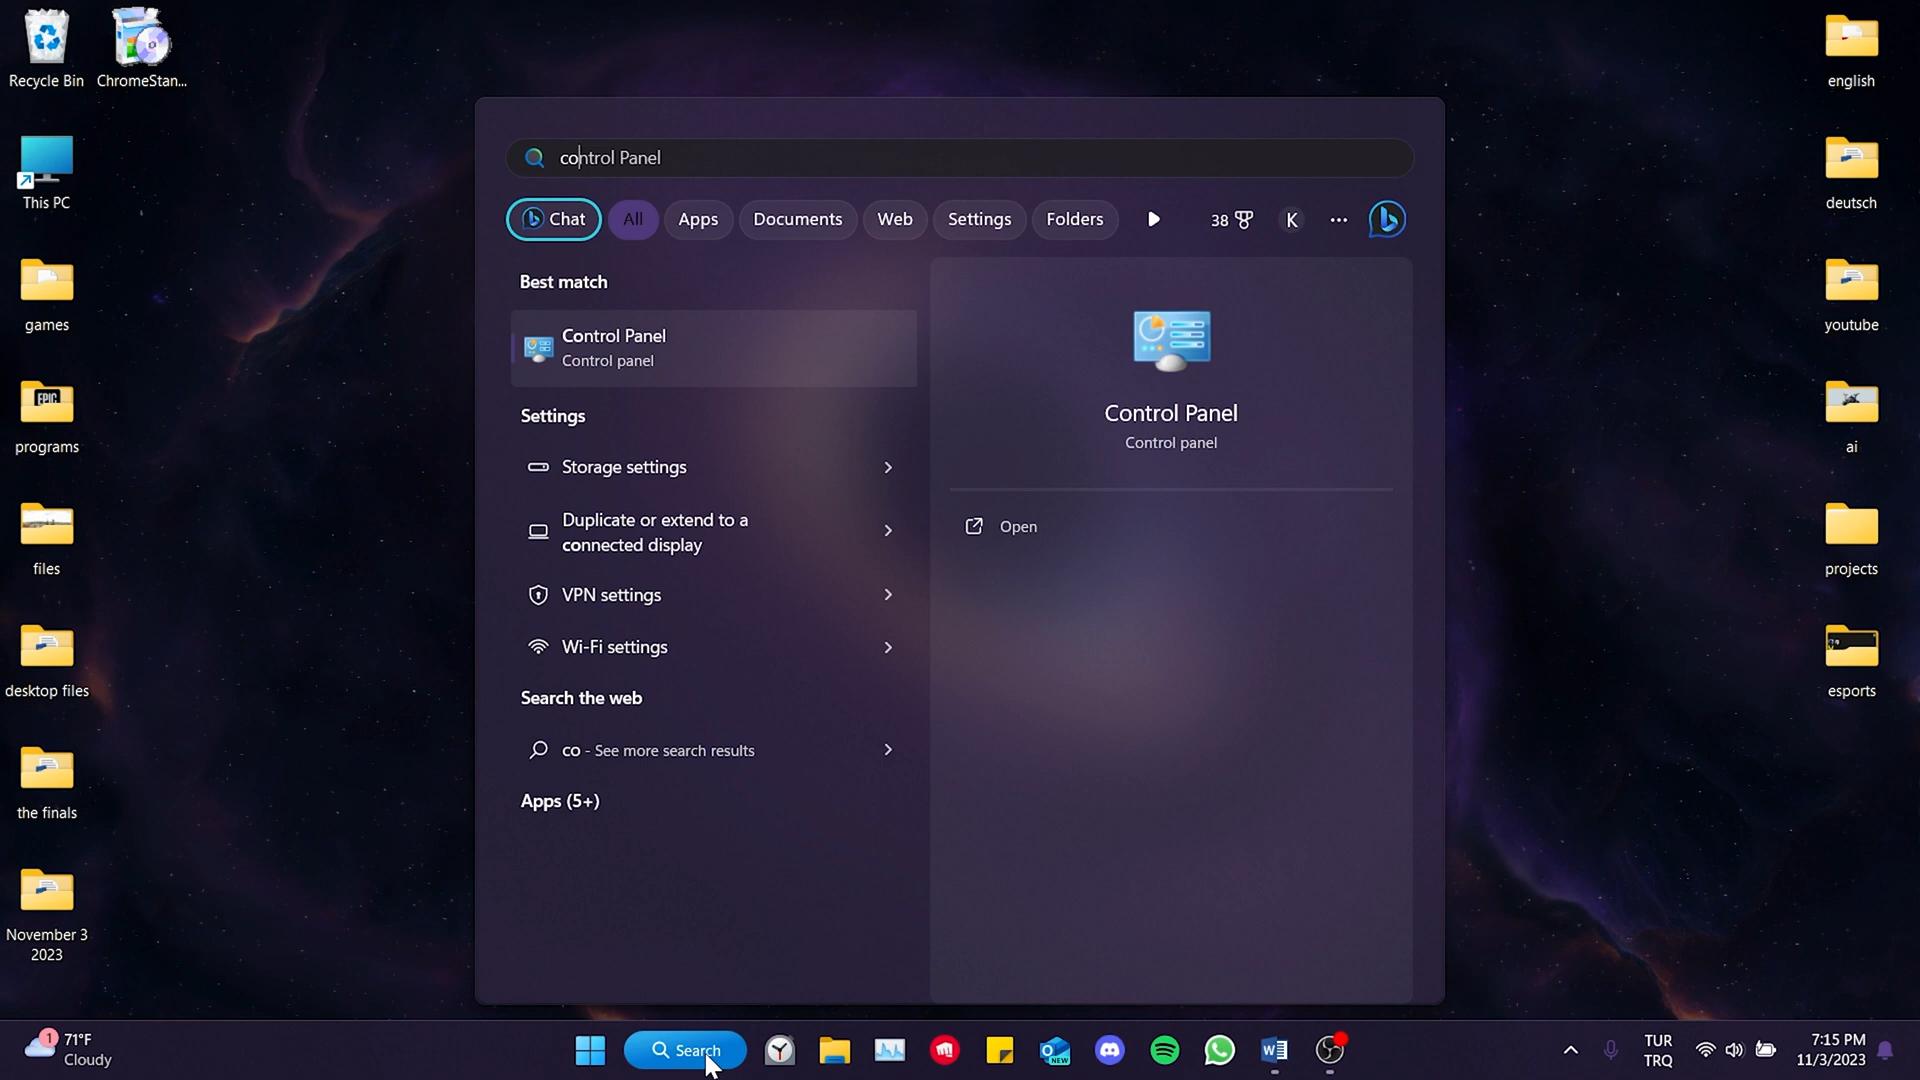 Recycle Bin
ChromeStan...
This PC
games
EPIC
programs
files
desktop files
the finals
November 3
2023
control Panel
Chat
All
Apps
Documents
Web
Settings
Folders
38
K
Best match
Control Panel
Control panel
Settings
Storage settings
Duplicate or extend to a
connected display
VPN settings
Wi-Fi settings
Search the web
co - See more search results
Apps (5+)
Control Panel
Control panel
Open
english
deutsch
youtube
ai
projects
esports
1
71°F
Cloudy
Search
NEW
TUR
TRQ
7:15 PM
11/3/2023